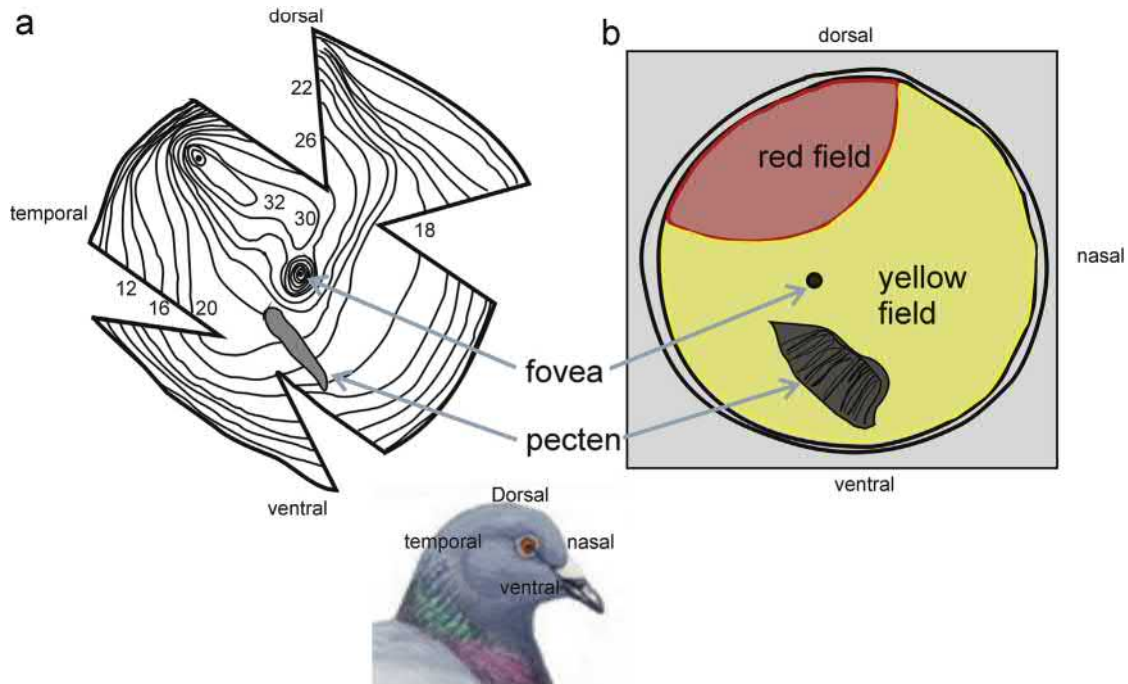 a
dorsal
22
26
32
30
temporal
18
12
16
20
ventral
b
dorsal
red field
nasal
yellow
field
fovea
pecten
ventral
Dorsal
temporal
nasal
ventral